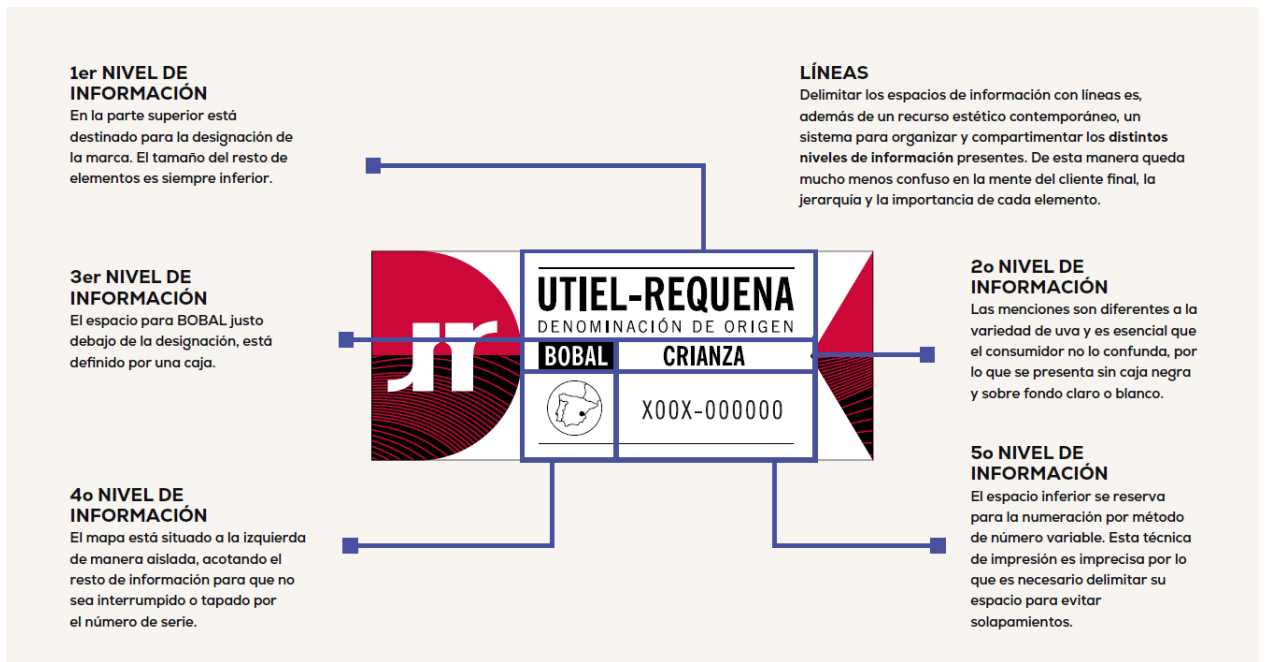 1er NIVEL DE
INFORMACIÓN
En la parte superior está
destinado para la designación de
la marca. El tamaño del resto de
elementos es siempre inferior.
LÍNEAS
Delimitar los espacios de información con líneas es,
además de un recurso estético contemporáneo, un
sistema para organizar y compartimentar los distintos
niveles de información presentes. De esta manera queda
mucho menos confuso en la mente del cliente final, la
jerarquía y la importancia de cada elemento.
3er NIVEL DE
INFORMACIÓN
El espacio para BOBAL justo
debajo de la designación, está
definido por una caja.
UTIEL-REQUENA
DENOMINACIÓN DE ORIGEN
BOBAL
CRIANZA
X00X-000000
2o NIVEL DE
INFORMACIÓN
Las menciones son diferentes a la
variedad de uva y es esencial que
el consumidor no lo confunda, por
lo que se presenta sin caja negra
y sobre fondo claro o blanco.
4o NIVEL DE
INFORMACIÓN
El mapa está situado a la izquierda
de manera aislada, acotando el
resto de información para que no
sea interrumpido o tapado por
el número de serie.
5o NIVEL DE
INFORMACIÓN
El espacio inferior se reserva
para la numeración por método
de número variable. Esta técnica
de impresión es imprecisa por lo
que es necesario delimitar su
espacio para evitar
solapamientos.